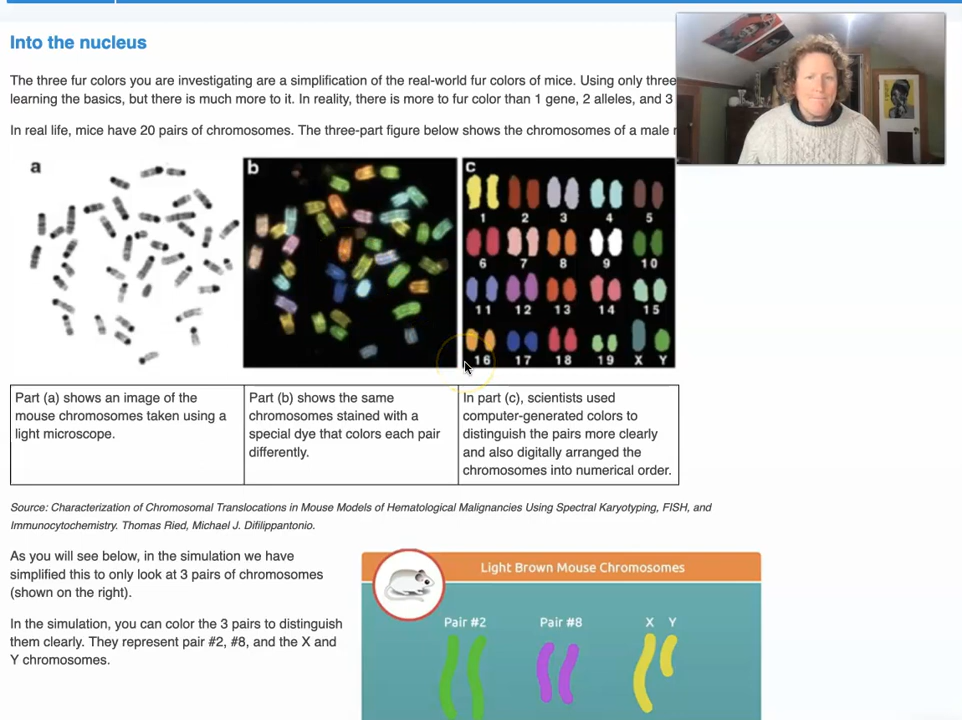 Into the nucleus
The three fur colors you are investigating are a simplification of the real-world fur colors of mice. Using only three
learning the basics, but there is much more to it. In reality, there is more to fur color than 1 gene, 2 alleles, and 3
In real life, mice have 20 pairs of chromosomes. The three-part figure below shows the chromosomes of a male
a b c
1 2 3 4 5
6 7 8 9 10
11 12 13 14 15
16 17 18 19 X Y
Part (a) shows an image of the
mouse chromosomes taken using a
light microscope.
Part (b) shows the same
chromosomes stained with a
special dye that colors each pair
differently.
In part (c), scientists used
computer-generated colors to
distinguish the pairs more clearly
and also digitally arranged the
chromosomes into numerical order.
Source: Characterization of Chromosomal Translocations in Mouse Models of Hematological Malignancies Using Spectral Karyotyping, FISH, and
Immunocytochemistry. Thomas Ried, Michael J. Difilippantonio.
As you will see below, in the simulation we have
simplified this to only look at 3 pairs of chromosomes
(shown on the right).
In the simulation, you can color the 3 pairs to distinguish
them clearly. They represent pair #2, #8, and the X and
Y chromosomes.
Light Brown Mouse Chromosomes
Pair #2 Pair #8 X Y